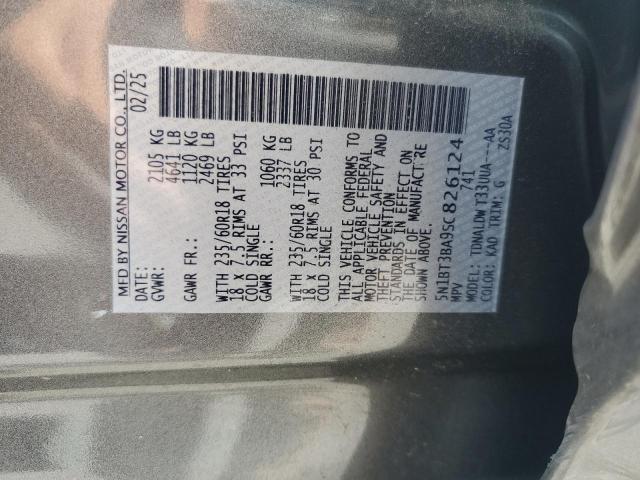 MFD BY NISSAN MOTOR CO., LTD.
DATE: 02/25
GVWR: 2105 KG
4641 LB
GAWR FR.: 1120 KG
2469 LB
WITH 235/60R18 TIRES
18 X 7.5 RIMS AT 33 PSI
COLD SINGLE
GAWR RR.: 1060 KG
2337 LB
WITH 235/60R18 TIRES
18 X 7.5 RIMS AT 30 PSI
COLD SINGLE
THIS VEHICLE CONFORMS TO
ALL APPLICABLE FEDERAL
MOTOR VEHICLE SAFETY AND
THEFT PREVENTION
STANDARDS IN EFFECT ON
THE DATE OF MANUFACTURE
SHOWN ABOVE.
5N1BT3BA9SC826124
MPV 741
MODEL: TDNALDWT33UUA----AA
COLOR: KAD TRIM: G ZS30A